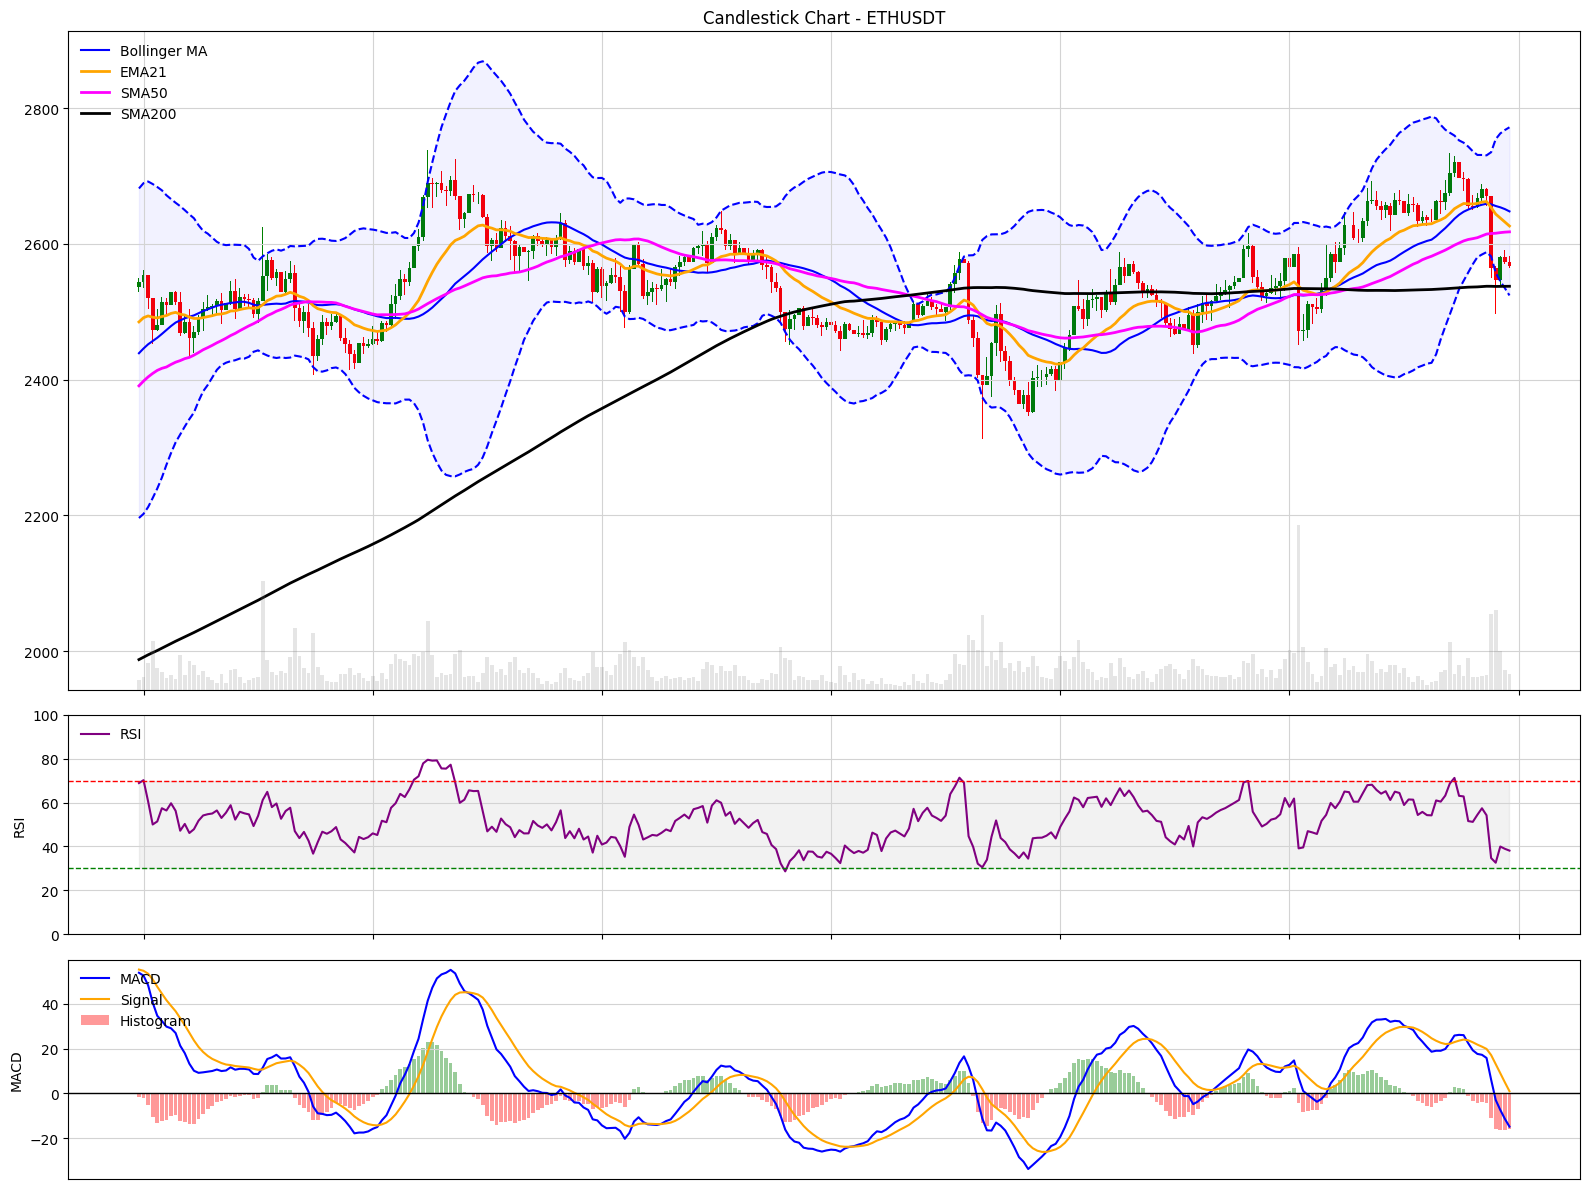 Candlestick Chart - ETHUSDT
Bollinger MA
EMA21
SMA50
SMA200
2800
2600
2400
2200
2000
RSI
100
80
60
40
20
0
RSI
MACD
Signal
Histogram
40
20
0
−20
MACD